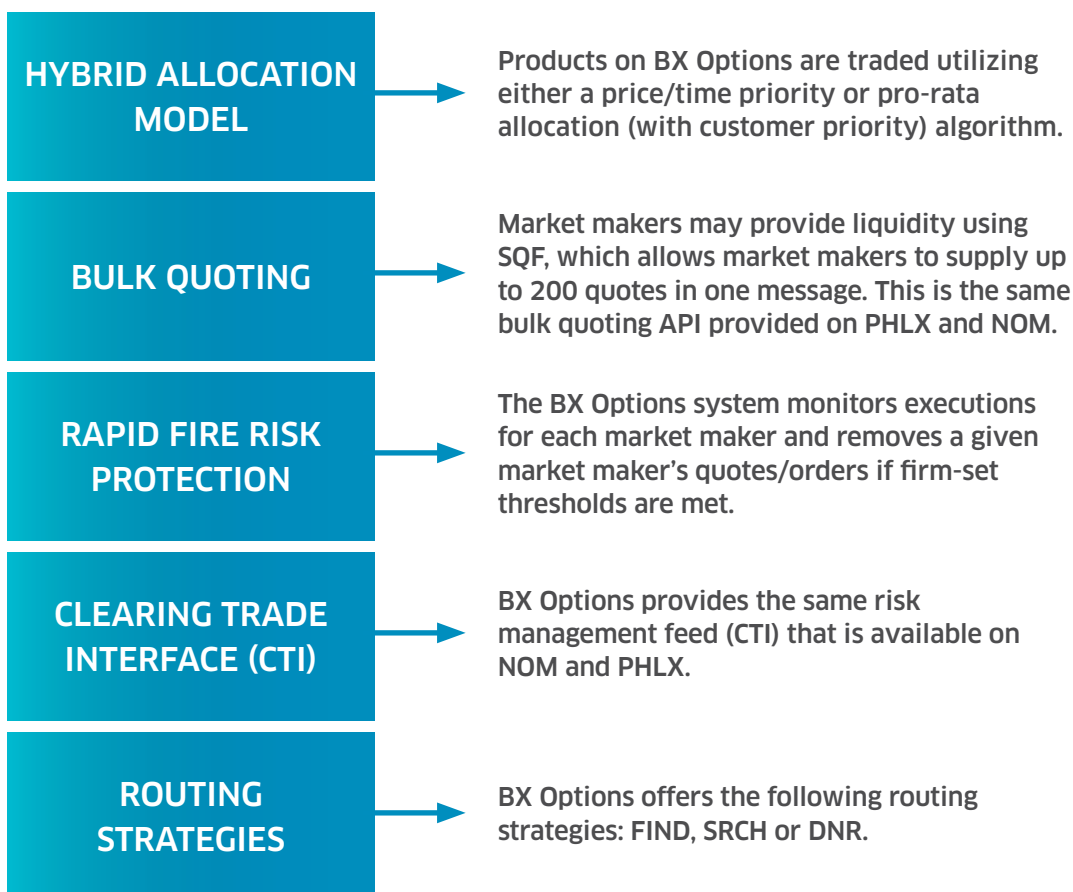 HYBRID ALLOCATION
MODEL
Products on BX Options are traded utilizing
either a price/time priority or pro-rata
allocation (with customer priority) algorithm.
BULK QUOTING
Market makers may provide liquidity using
SQF, which allows market makers to supply up
to 200 quotes in one message. This is the same
bulk quoting API provided on PHLX and NOM.
RAPID FIRE RISK
PROTECTION
The BX Options system monitors executions
for each market maker and removes a given
market maker’s quotes/orders if firm-set
thresholds are met.
CLEARING TRADE
INTERFACE (CTI)
BX Options provides the same risk
management feed (CTI) that is available on
NOM and PHLX.
ROUTING
STRATEGIES
BX Options offers the following routing
strategies: FIND, SRCH or DNR.